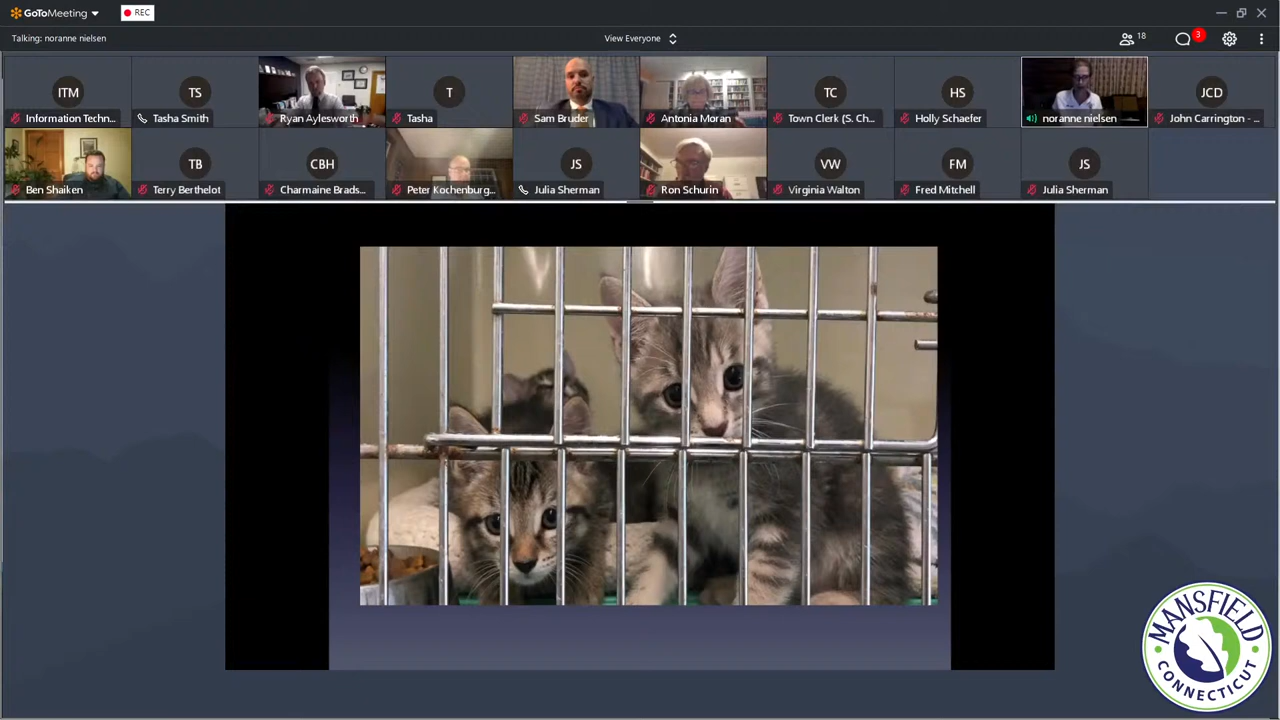 GoToMeeting
REC
Talking: noranne nielsen
View Everyone
18
3
ITM
TS
T
TC
HS
JCD
Information Techn...
Tasha Smith
Ryan Aylesworth
Tasha
Sam Bruder
Antonia Moran
Town Clerk (S. Ch...
Holly Schaefer
noranne nielsen
John Carrington - ...
TB
CBH
JS
VW
FM
JS
Ben Shaiken
Terry Berthelot
Charmaine Brads...
Peter Kochenburg...
Julia Sherman
Ron Schurin
Virginia Walton
Fred Mitchell
Julia Sherman
MANSFIELD
CONNECTICUT